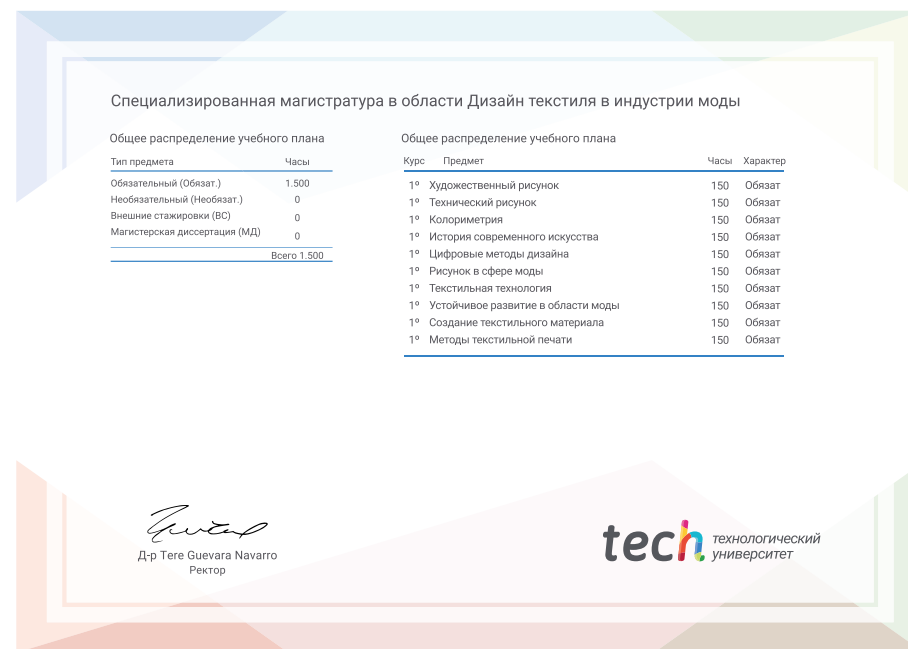 Специализированная магистратура в области Дизайн текстиля в индустрии моды
Общее распределение учебного плана
Тип предмета Часы
Обязательный (Обязат.) 1.500
Необязательный (Необязат.) 0
Внешние стажировки (ВС) 0
Магистерская диссертация (МД) 0
Всего 1.500
Общее распределение учебного плана
Курс Предмет Часы Характер
1º Художественный рисунок 150 Обязат
1º Технический рисунок 150 Обязат
1º Колориметрия 150 Обязат
1º История современного искусства 150 Обязат
1º Цифровые методы дизайна 150 Обязат
1º Рисунок в сфере моды 150 Обязат
1º Текстильная технология 150 Обязат
1º Устойчивое развитие в области моды 150 Обязат
1º Создание текстильного материала 150 Обязат
1º Методы текстильной печати 150 Обязат
Д-р Tere Guevara Navarro
Ректор
tech технологический
университет